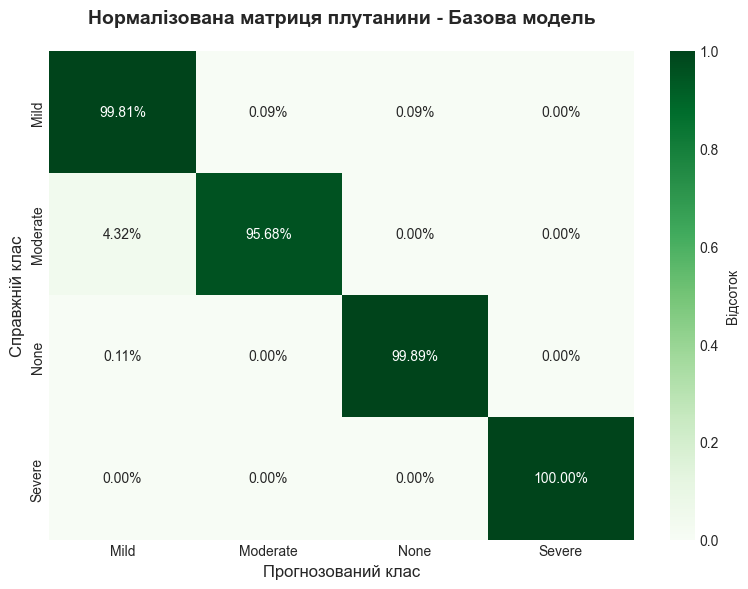 Нормалізована матриця плутанини - Базова модель
Справжній клас
Mild
99.81%
0.09%
0.09%
0.00%
Moderate
4.32%
95.68%
0.00%
0.00%
None
0.11%
0.00%
99.89%
0.00%
Severe
0.00%
0.00%
0.00%
100.00%
Mild
Moderate
None
Severe
Прогнозований клас
1.0
0.8
0.6
0.4
0.2
0.0
Відсоток